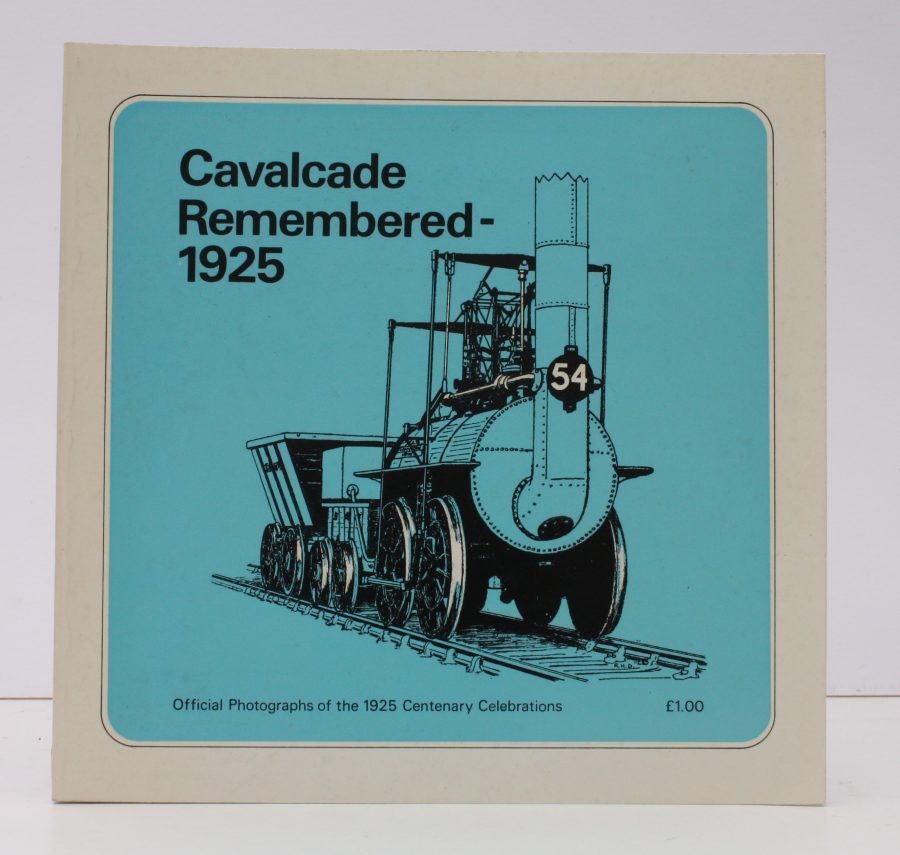 Cavalcade
Remembered-
1925
54
R.H.D.
Official Photographs of the 1925 Centenary Celebrations £1.00